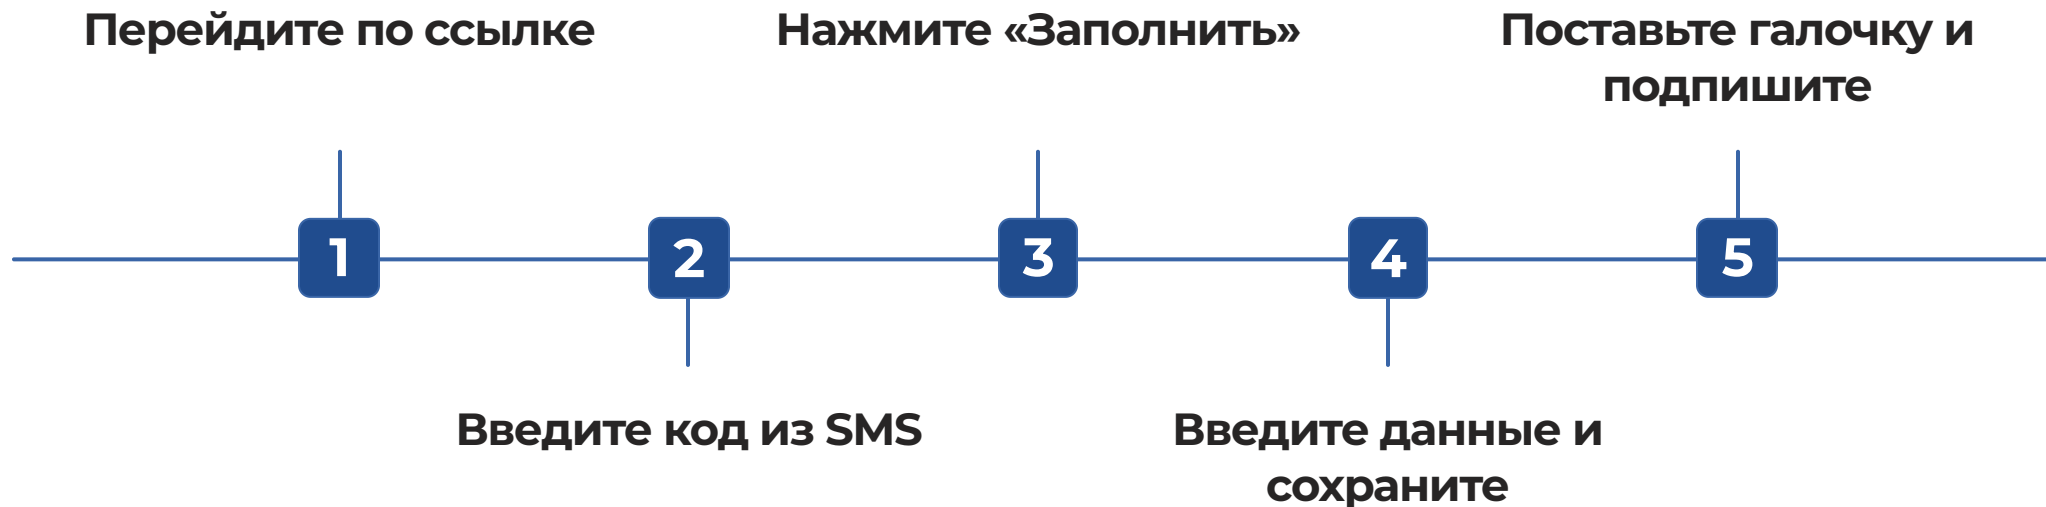 Перейдите по ссылке
Нажмите «Заполнить»
Поставьте галочку и
подпишите
1
2
3
4
5
Введите код из SMS
Введите данные и
сохраните